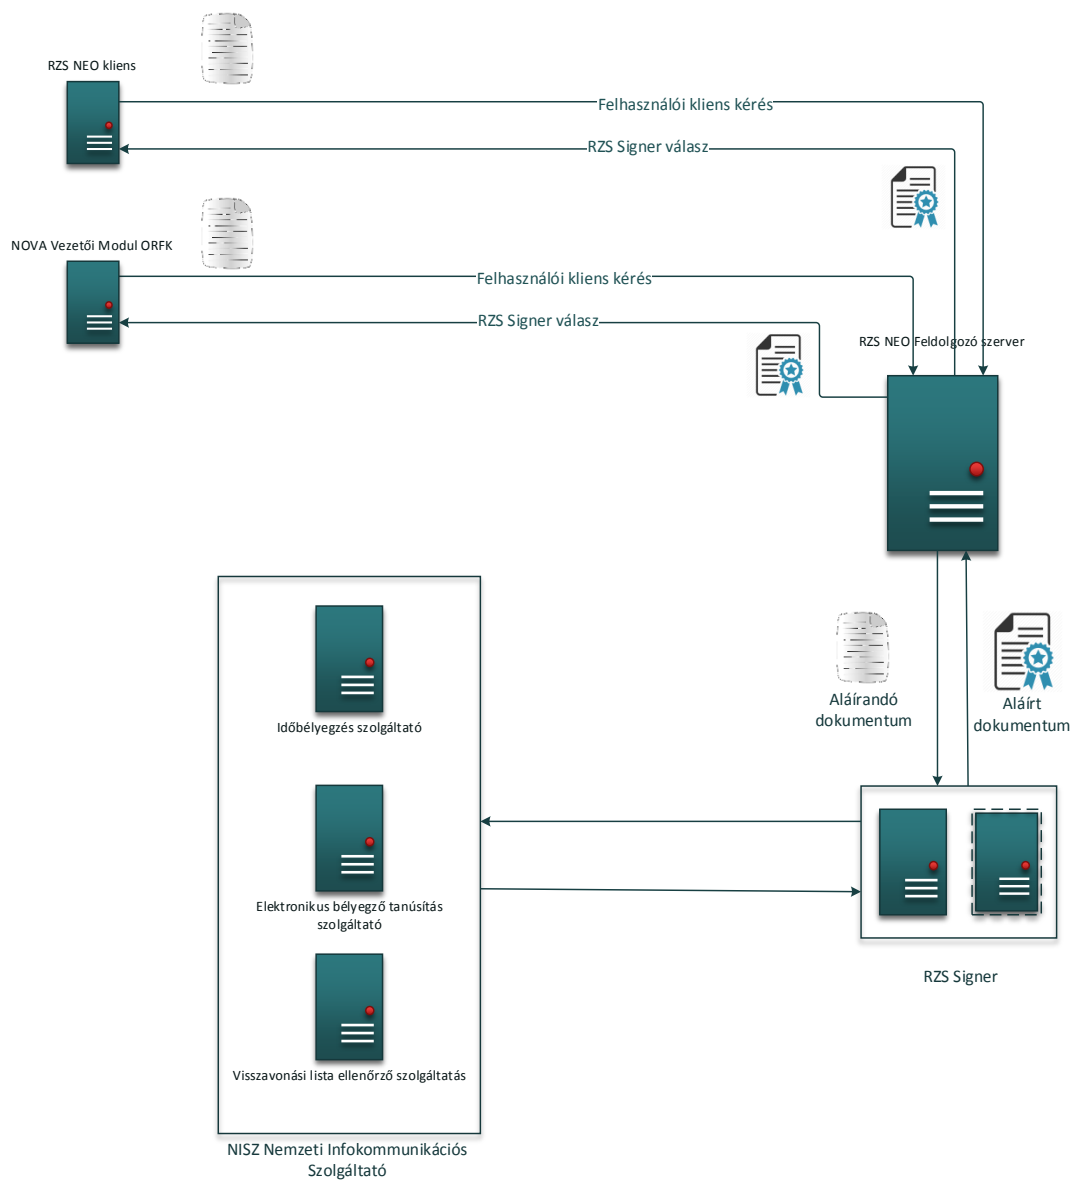 RZS NEO kliens
Felhasználói kliens kérés
RZS Signer válasz
NOVA Vezetői Modul ORFK
Felhasználói kliens kérés
RZS Signer válasz
RZS NEO Feldolgozó szerver
Aláírandó
dokumentum
Aláírt
dokumentum
Időbélyegzés szolgáltató
Elektronikus bélyegző tanúsítás
szolgáltató
RZS Signer
Visszavonási lista ellenőrző szolgáltatás
NISZ Nemzeti Infokommunikációs
Szolgáltató